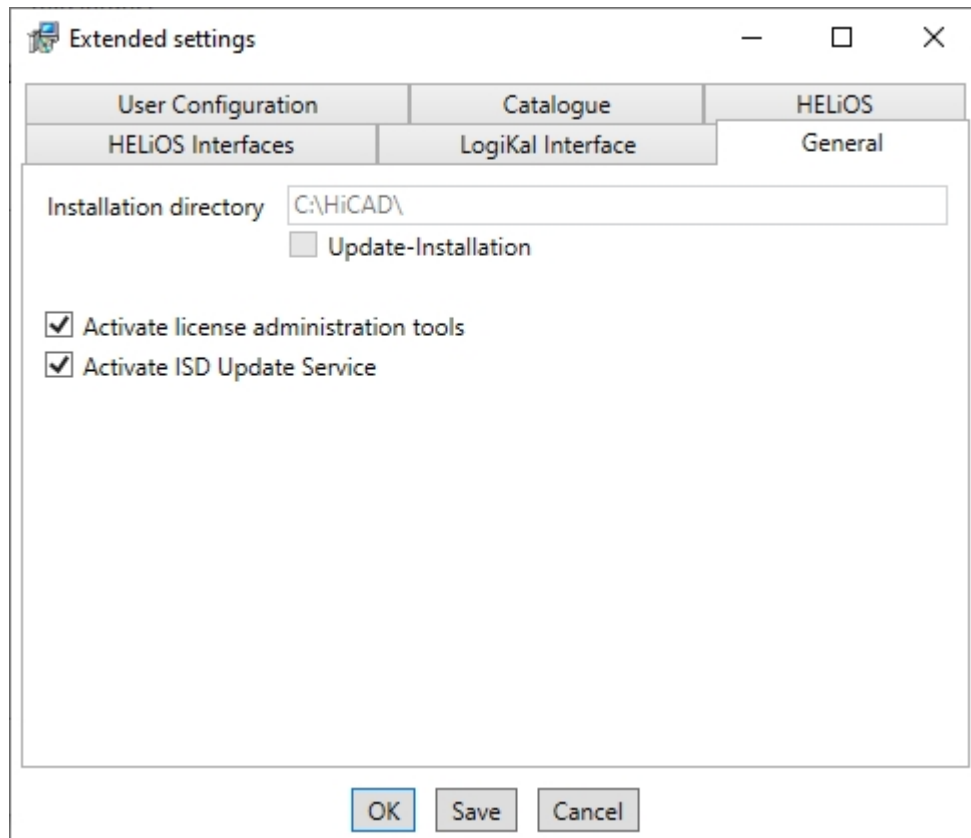 Extended settings
User Configuration Catalogue HELiOS
HELiOS Interfaces LogiKal Interface General
Installation directory C:\HiCAD\
Update-Installation
Activate license administration tools
Activate ISD Update Service
OK Save Cancel